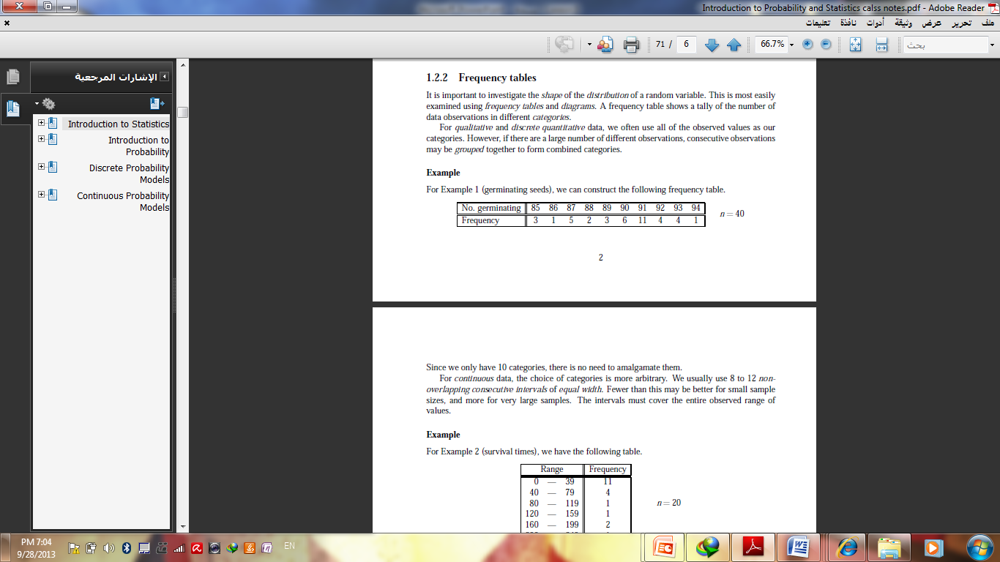 Introduction to Probability and Statistics calss notes.pdf - Adobe Reader
ملف تحرير عرض وثيقة أدوات نافذة تعليمات
71 / 6 66.7% بحث
الإشارات المرجعية
Introduction to Statistics
Introduction to
Probability
Discrete Probability
Models
Continuous Probability
Models
1.2.2 Frequency tables
It is important to investigate the shape of the distribution of a random variable. This is most easily
examined using frequency tables and diagrams. A frequency table shows a tally of the number of
data observations in different categories.
For qualitative and discrete quantitative data, we often use all of the observed values as our
categories. However, if there are a large number of different observations, consecutive observations
may be grouped together to form combined categories.
Example
For Example 1 (germinating seeds), we can construct the following frequency table.
No. germinating 85 86 87 88 89 90 91 92 93 94
Frequency 3 1 5 2 3 6 11 4 4 1
n = 40
2
Since we only have 10 categories, there is no need to amalgamate them.
For continuous data, the choice of categories is more arbitrary. We usually use 8 to 12 non-
overlapping consecutive intervals of equal width. Fewer than this may be better for small sample
sizes, and more for very large samples. The intervals must cover the entire observed range of
values.
Example
For Example 2 (survival times), we have the following table.
Range Frequency
0 — 39 11
40 — 79 4
80 — 119 1
120 — 159 1
160 — 199 2
n = 20
PM 7:04
9/28/2013
EN